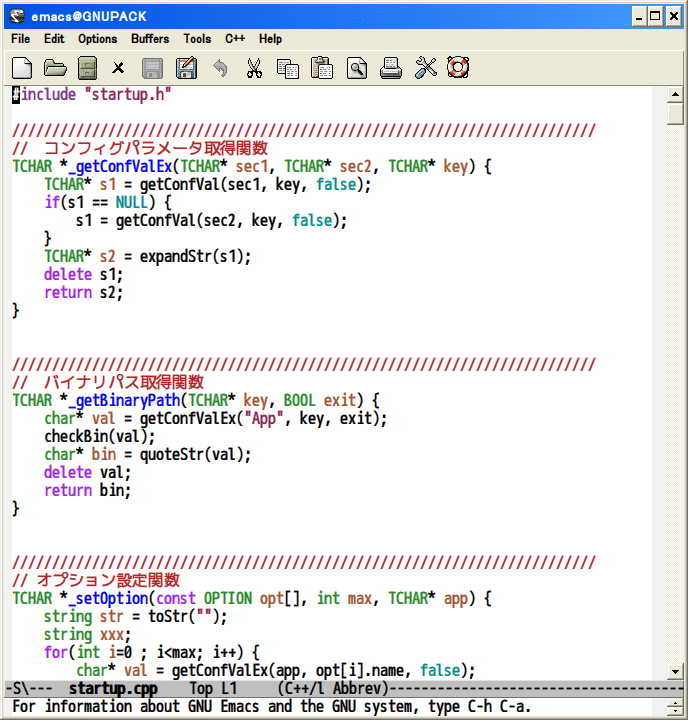 emacs@GNUPACK
File Edit Options Buffers Tools C++ Help
#include "startup.h"
/////////////////////////////////////////////////////////////////////////
//  コンフィグパラメータ取得関数
TCHAR *_getConfValEx(TCHAR* sec1, TCHAR* sec2, TCHAR* key) {
    TCHAR* s1 = getConfVal(sec1, key, false);
    if(s1 == NULL) {
        s1 = getConfVal(sec2, key, false);
    }
    TCHAR* s2 = expandStr(s1);
    delete s1;
    return s2;
}
/////////////////////////////////////////////////////////////////////////
//  バイナリパス取得関数
TCHAR *_getBinaryPath(TCHAR* key, BOOL exit) {
    char* val = getConfValEx("App", key, exit);
    checkBin(val);
    char* bin = quoteStr(val);
    delete val;
    return bin;
}
/////////////////////////////////////////////////////////////////////////
// オプション設定関数
TCHAR *_setOption(const OPTION opt[], int max, TCHAR* app) {
    string str = toStr("");
    string xxx;
    for(int i=0 ; i<max; i++) {
        char* val = getConfValEx(app, opt[i].name, false);
-S\---  startup.cpp    Top L1     (C++/l Abbrev)-------------------------------------
For information about GNU Emacs and the GNU system, type C-h C-a.